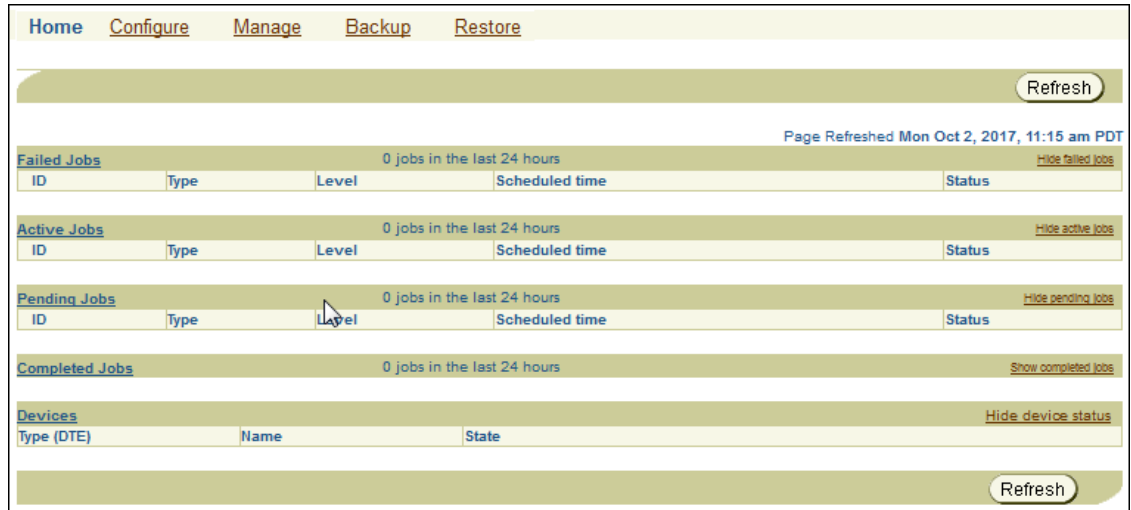 Home Configure Manage Backup Restore
Refresh
Page Refreshed Mon Oct 2, 2017, 11:15 am PDT
Failed Jobs 0 jobs in the last 24 hours Hide failed jobs
ID Type Level Scheduled time Status
Active Jobs 0 jobs in the last 24 hours Hide active jobs
ID Type Level Scheduled time Status
Pending Jobs 0 jobs in the last 24 hours Hide pending jobs
ID Type Level Scheduled time Status
Completed Jobs 0 jobs in the last 24 hours Show completed jobs
Devices Hide device status
Type (DTE) Name State
Refresh